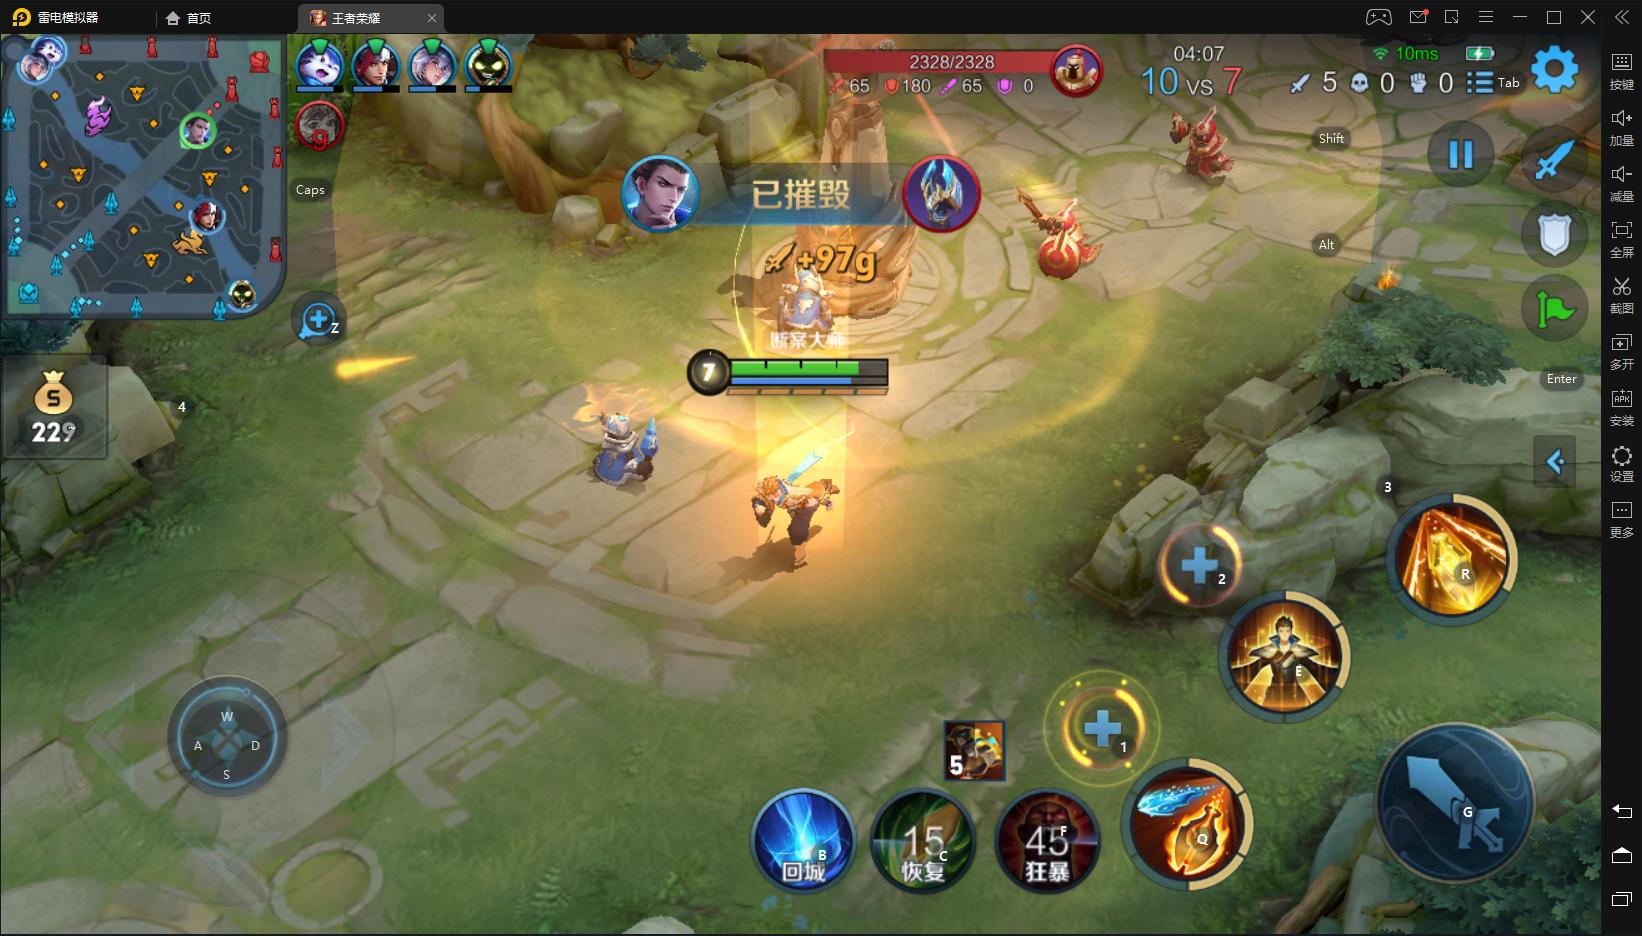 雷电模拟器
首页
王者荣耀
2328/2328
65 180 65 0
04:07
10 VS 7
10ms
5 0 0
Tab
9
Caps
Shift
已摧毁
Alt
+97g
Z
断案大师
7
$
229
4
Enter
3
2
R
E
W
A D
S
1
5
G
B
回城
15
C
恢复
45
F
狂暴
Q
按键
加量
减量
全屏
截图
多开
APK
安装
设置
更多